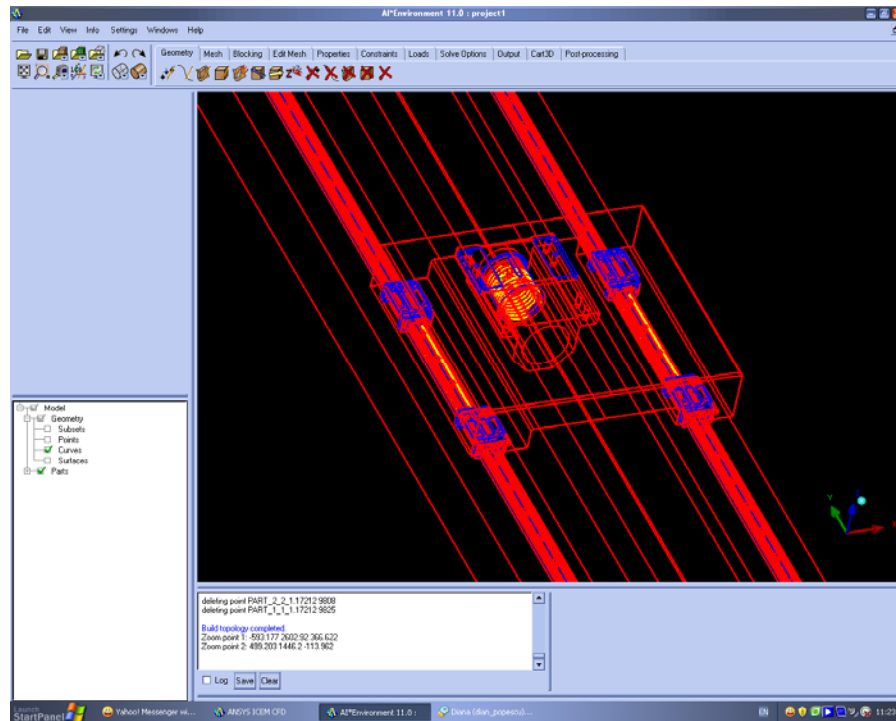 AI*Environment 11.0 : project1
File Edit View Info Settings Windows Help
Geometry Mesh Blocking Edit Mesh Properties Constraints Loads Solve Options Output Cart3D Post-processing
Model
Geometry
Subsets
Points
Curves
Surfaces
Parts
Y
deleting point PART_2_2_1.17212 9808
deleting point PART_1_1_1.17212 9825
Build topology completed.
Zoom point 1: -593.177 2602.92 366.622
Zoom point 2: 499.203 1446.2 -113.962
Log Save Clear
Launch
StartPanel Yahoo! Messenger wi... ANSYS ICEM CFD AI*Environment 11.0 : Diana (dian_popescu)... EN 11:23